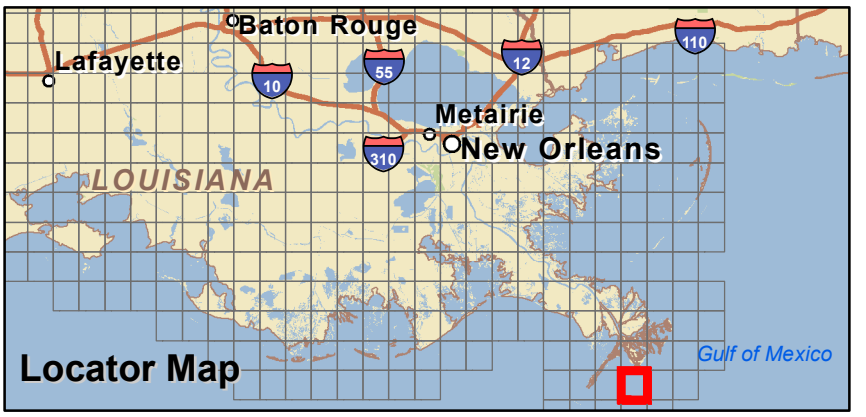 Baton Rouge
110
Lafayette
12
55
10
Metairie
310
New Orleans
LOUISIANA
Gulf of Mexico
Locator Map